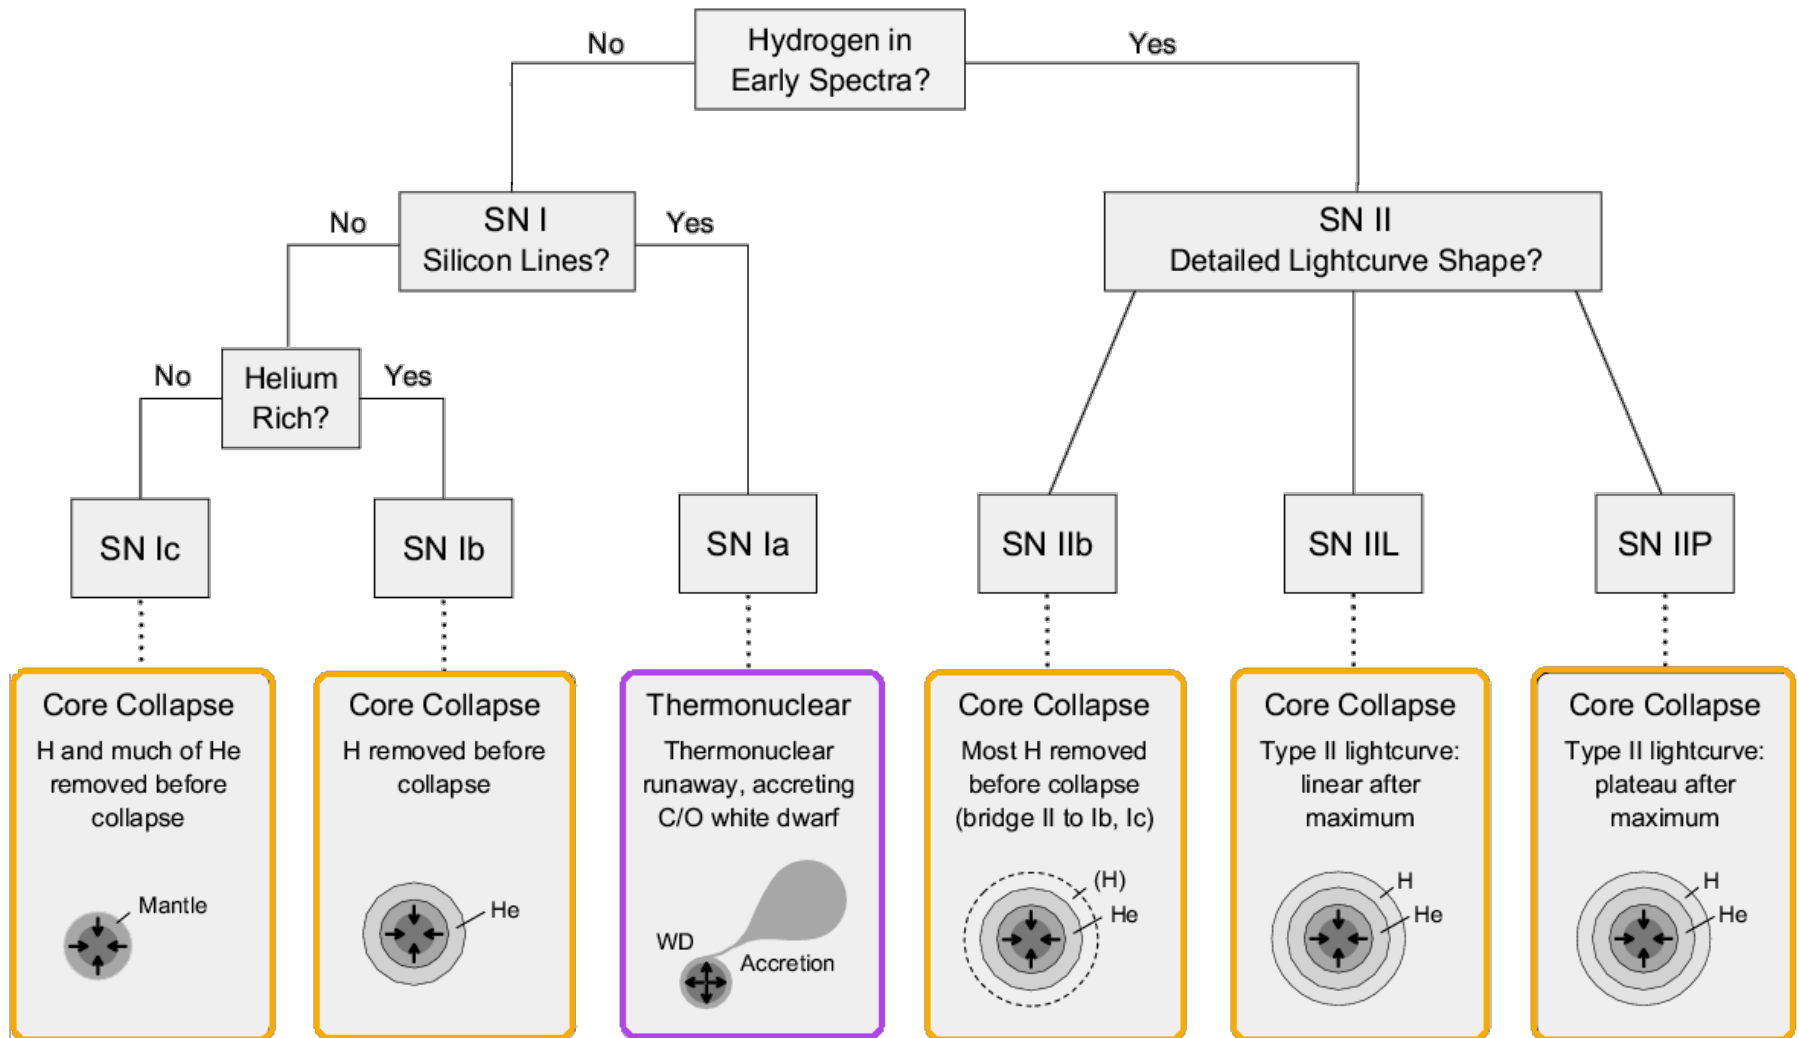 Hydrogen in
Early Spectra?
No
Yes
SN I
Silicon Lines?
No
Yes
SN II
Detailed Lightcurve Shape?
Helium
Rich?
No
Yes
SN Ic
SN Ib
SN Ia
SN IIb
SN IIL
SN IIP
Core Collapse
H and much of He
removed before
collapse
Mantle
Core Collapse
H removed before
collapse
He
Thermonuclear
Thermonuclear
runaway, accreting
C/O white dwarf
WD
Accretion
Core Collapse
Most H removed
before collapse
(bridge II to Ib, Ic)
(H)
He
Core Collapse
Type II lightcurve:
linear after
maximum
H
He
Core Collapse
Type II lightcurve:
plateau after
maximum
H
He